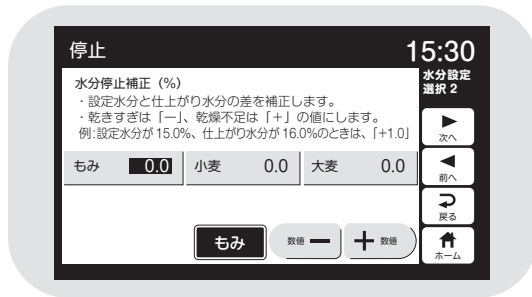 停止
15:30
水分設定
選択 2
水分停止補正（%）
・設定水分と仕上がり水分の差を補正します。
・乾きすぎは「ー」、乾燥不足は「＋」の値にします。
例:設定水分が15.0%、仕上がり水分が16.0%のときは、「+1.0」
もみ 0.0 小麦 0.0 大麦 0.0
次へ
前へ
戻る
ホーム
もみ 数値 ー ＋ 数値